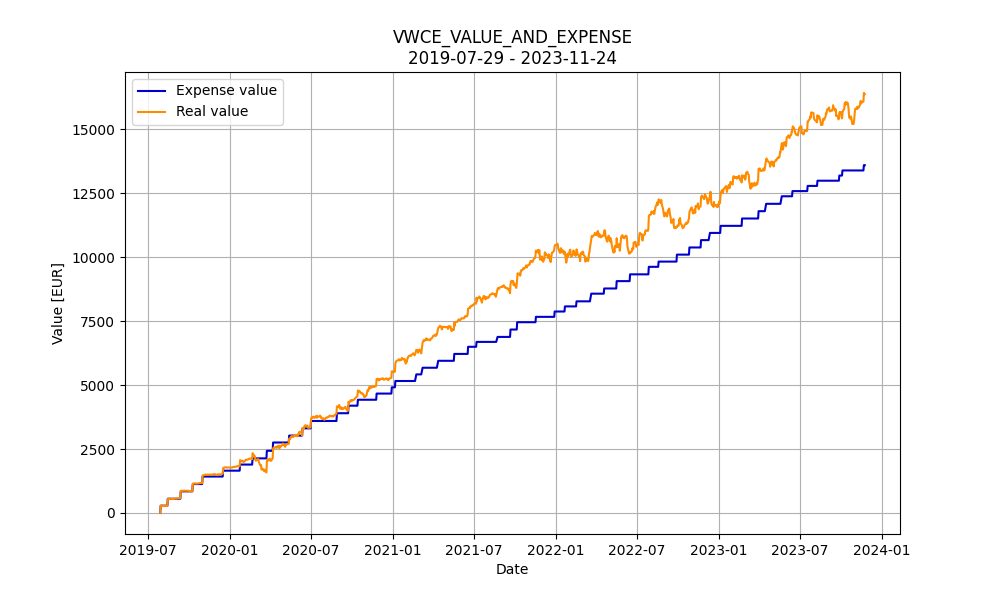 VWCE_VALUE_AND_EXPENSE
2019-07-29 - 2023-11-24
Expense value
Real value
Value [EUR]
15000
12500
10000
7500
5000
2500
0
2019-07 2020-01 2020-07 2021-01 2021-07 2022-01 2022-07 2023-01 2023-07 2024-01
Date